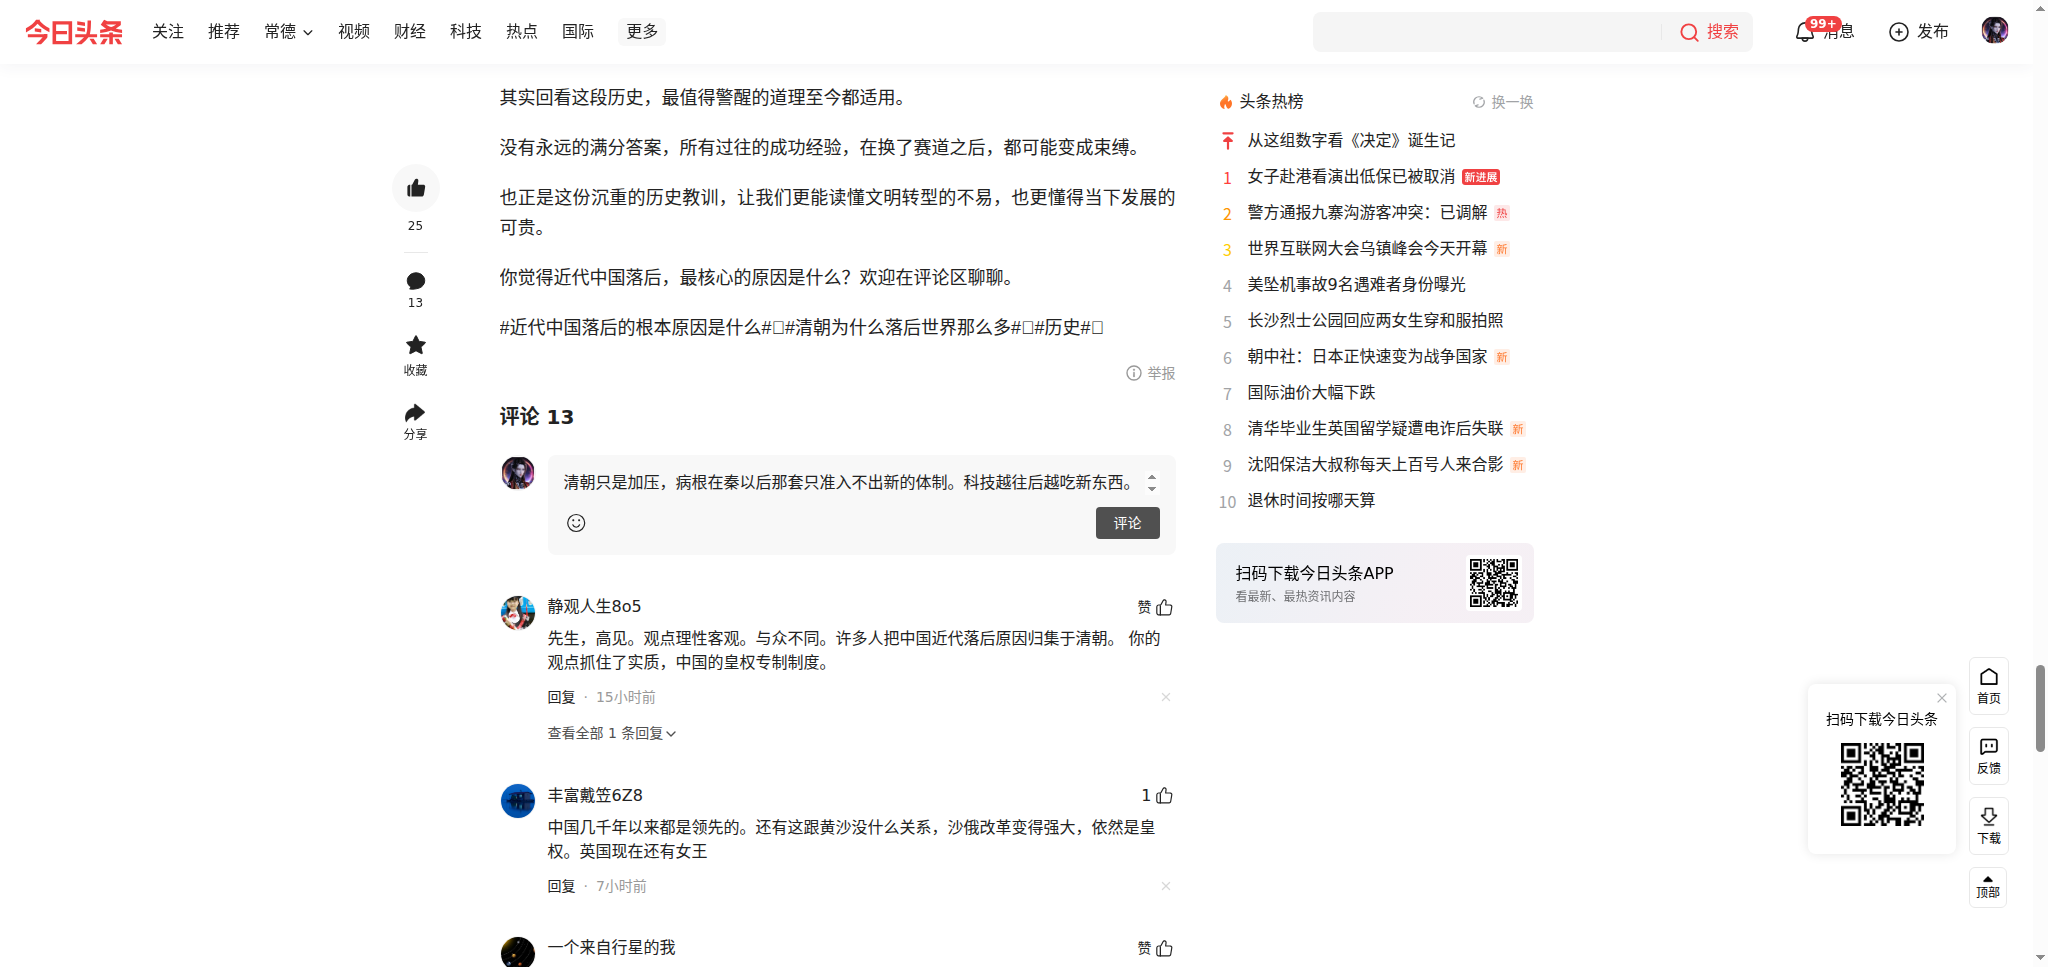 今日头条
关注 推荐 常德 视频 财经 科技 热点 国际 更多
搜索
99+
消息
发布
其实回看这段历史，最值得警醒的道理至今都适用。
没有永远的满分答案，所有过往的成功经验，在换了赛道之后，都可能变成束缚。
也正是这份沉重的历史教训，让我们更能读懂文明转型的不易，也更懂得当下发展的
可贵。
你觉得近代中国落后，最核心的原因是什么？欢迎在评论区聊聊。
#近代中国落后的根本原因是什么#□#清朝为什么落后世界那么多#□#历史#□
举报
25
13
收藏
分享
评论 13
清朝只是加压，病根在秦以后那套只准入不出新的体制。科技越往后越吃新东西。
评论
静观人生8o5
赞
先生，高见。观点理性客观。与众不同。许多人把中国近代落后原因归集于清朝。 你的
观点抓住了实质，中国的皇权专制制度。
回复 · 15小时前
查看全部 1 条回复
丰富戴笠6Z8
1
中国几千年以来都是领先的。还有这跟黄沙没什么关系，沙俄改革变得强大，依然是皇
权。英国现在还有女王
回复 · 7小时前
一个来自行星的我
赞
头条热榜
换一换
从这组数字看《决定》诞生记
1 女子赴港看演出低保已被取消 新进展
2 警方通报九寨沟游客冲突：已调解 热
3 世界互联网大会乌镇峰会今天开幕 新
4 美坠机事故9名遇难者身份曝光
5 长沙烈士公园回应两女生穿和服拍照
6 朝中社：日本正快速变为战争国家 新
7 国际油价大幅下跌
8 清华毕业生英国留学疑遭电诈后失联 新
9 沈阳保洁大叔称每天上百号人来合影 新
10 退休时间按哪天算
扫码下载今日头条APP
看最新、最热资讯内容
扫码下载今日头条
首页
反馈
下载
顶部